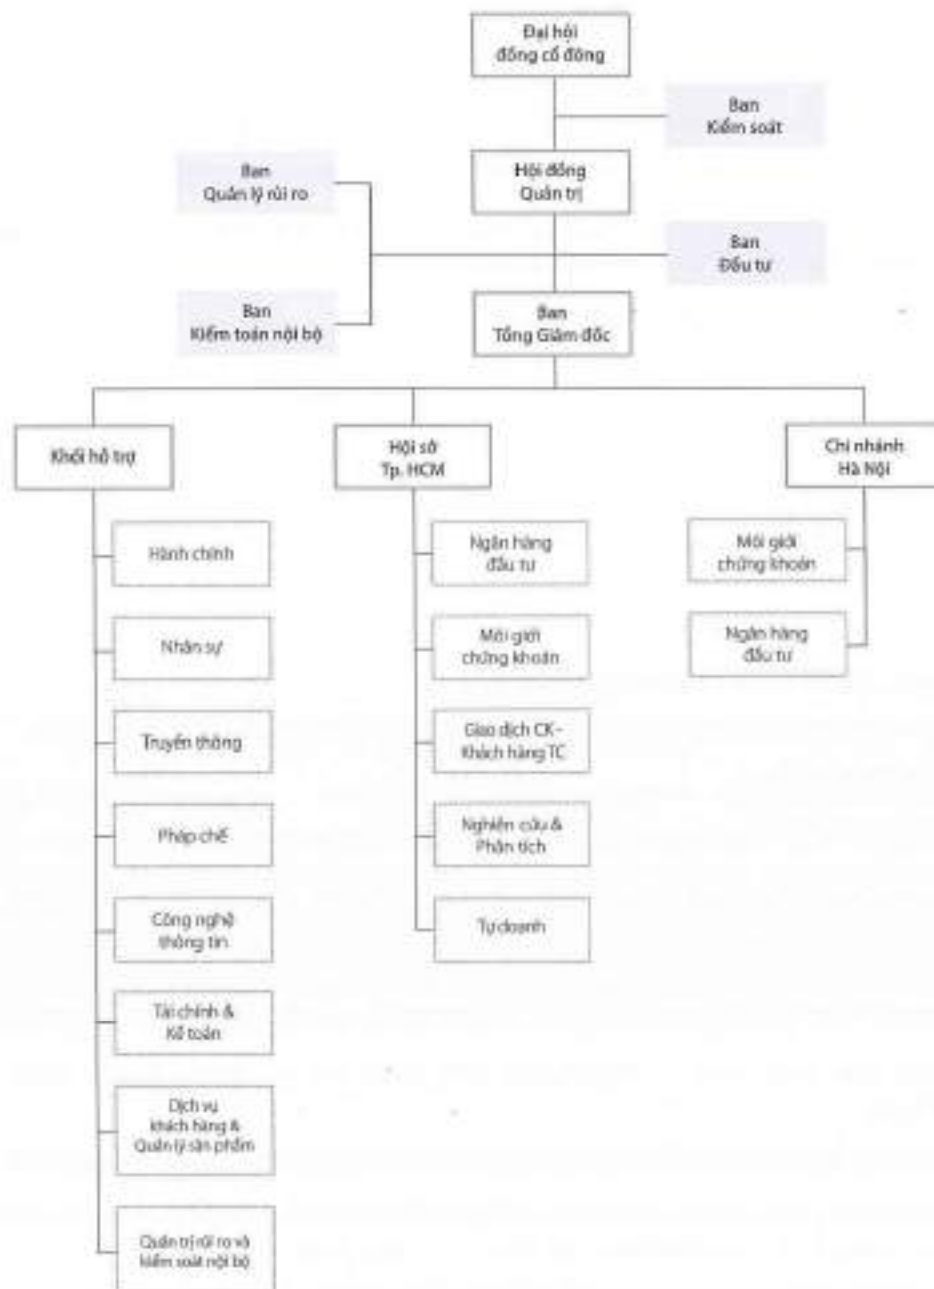 Đại hội
đồng cổ đông
Ban
Kiểm soát
Hội đồng
Quản trị
Ban
Quản lý rủi ro
Ban
Đầu tư
Ban
Kiểm toán nội bộ
Ban
Tổng Giám đốc
Khối hỗ trợ
Hội sở
Tp. HCM
Chi nhánh
Hà Nội
Hành chính
Nhân sự
Truyền thông
Pháp chế
Công nghệ
thông tin
Tài chính &
Kế toán
Dịch vụ
khách hàng &
Quản lý sản phẩm
Quản trị rủi ro và
kiểm soát nội bộ
Ngân hàng
đầu tư
Môi giới
chứng khoán
Giao dịch CK -
Khách hàng TC
Nghiên cứu &
Phân tích
Tự doanh
Môi giới
chứng khoán
Ngân hàng
đầu tư